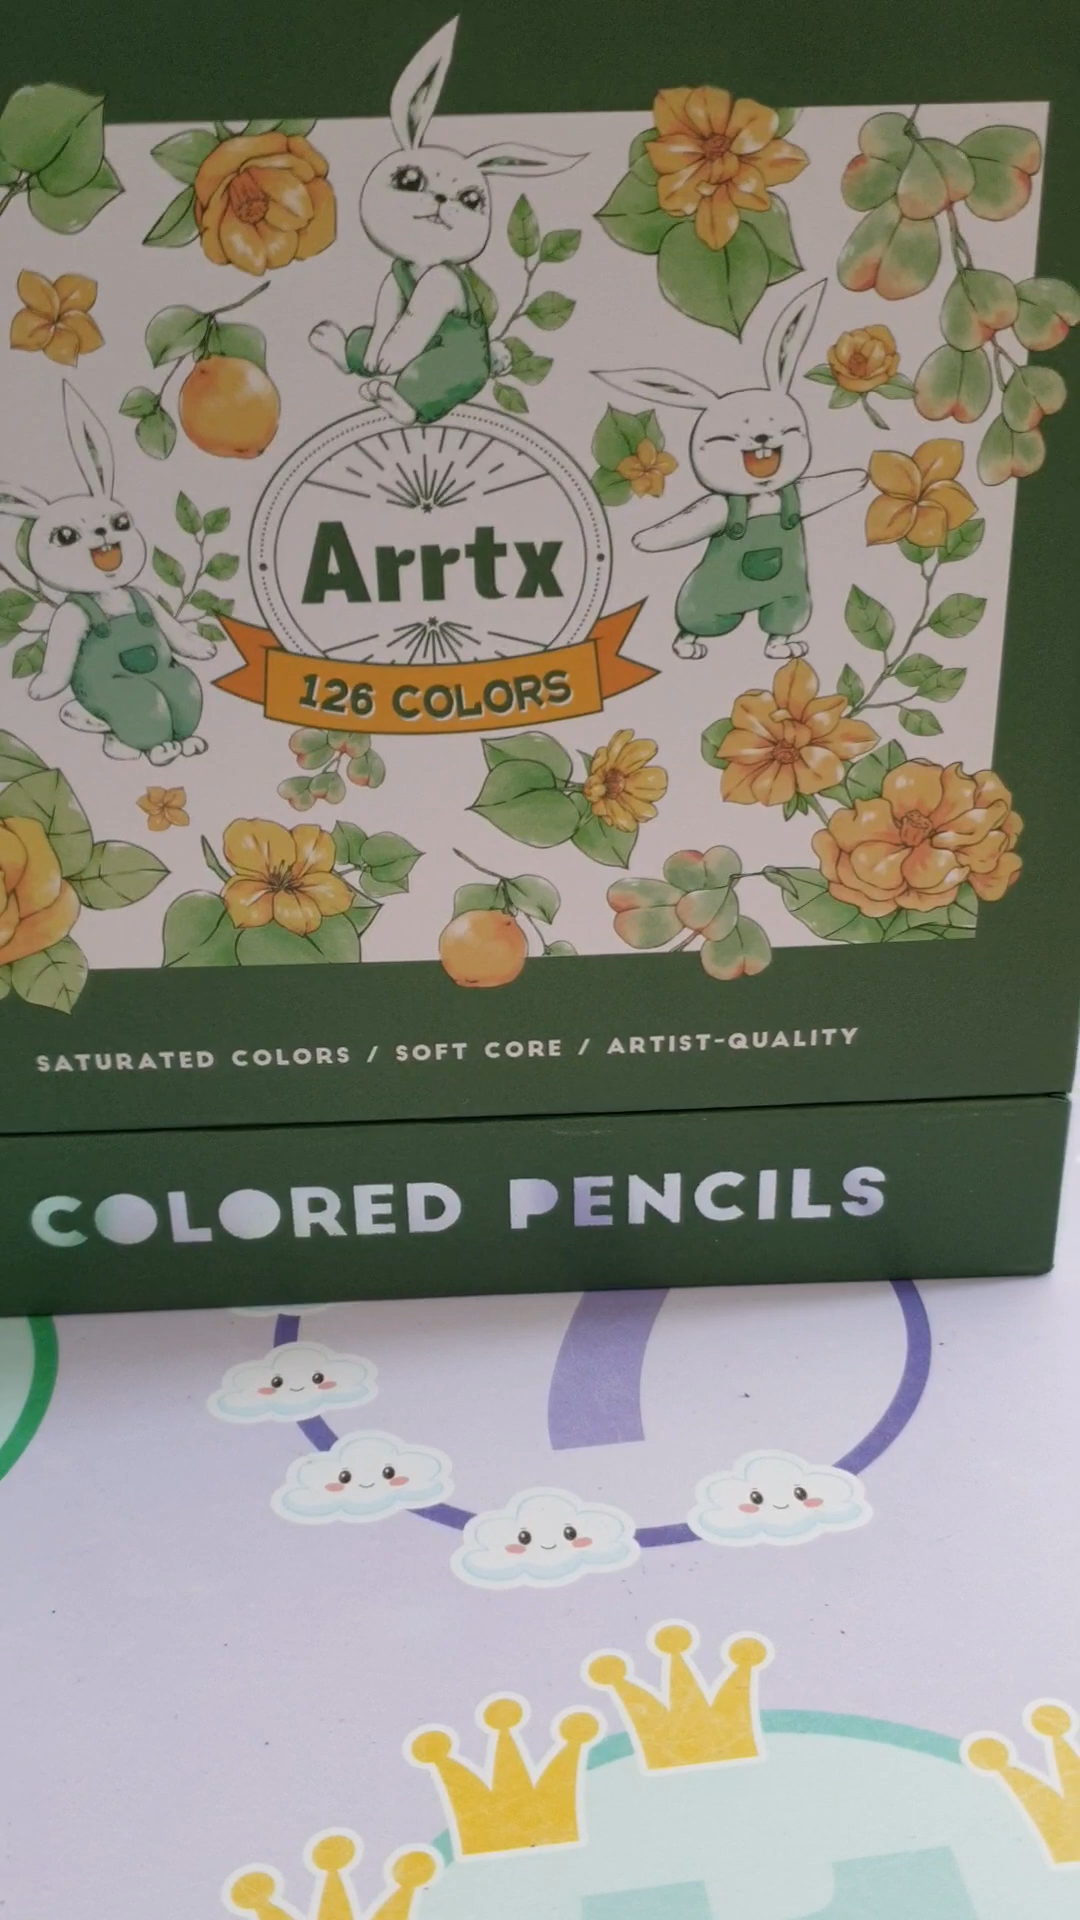 Arrtx
126 COLORS
SATURATED COLORS / SOFT CORE / ARTIST-QUALITY
COLORED PENCILS